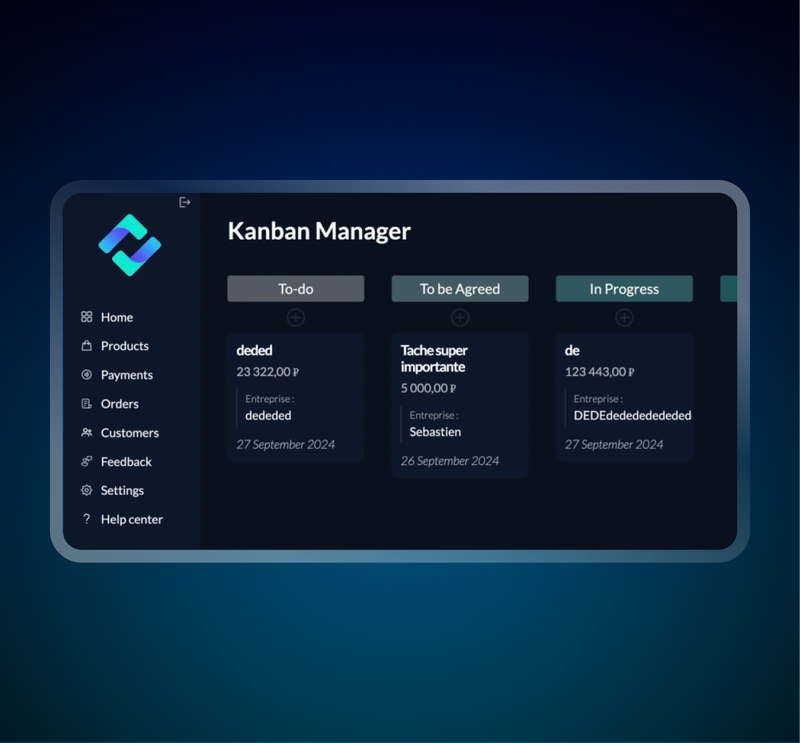 Kanban Manager
Home
Products
Payments
Orders
Customers
Feedback
Settings
? Help center
To-do
deded
23 322,00 ₽
Entreprise :
dededed
27 September 2024
To be Agreed
Tache super
importante
5 000,00 ₽
Entreprise :
Sebastien
26 September 2024
In Progress
de
123 443,00 ₽
Entreprise :
DEDEdededededed
27 September 2024